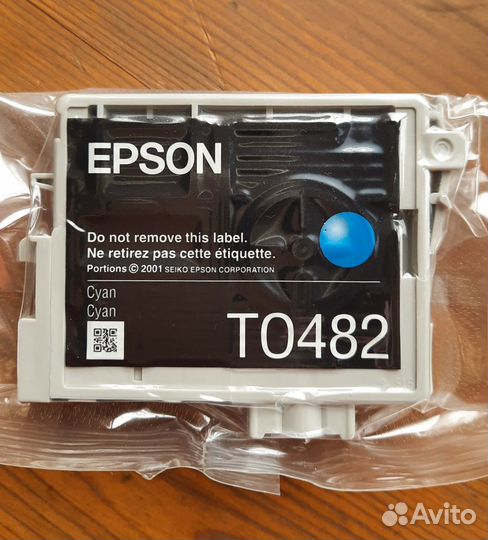 EPSON
Do not remove this label.
Ne retirez pas cette étiquette.
Portions © 2001 SEIKO EPSON CORPORATION
Cyan
Cyan
T0482
Avito